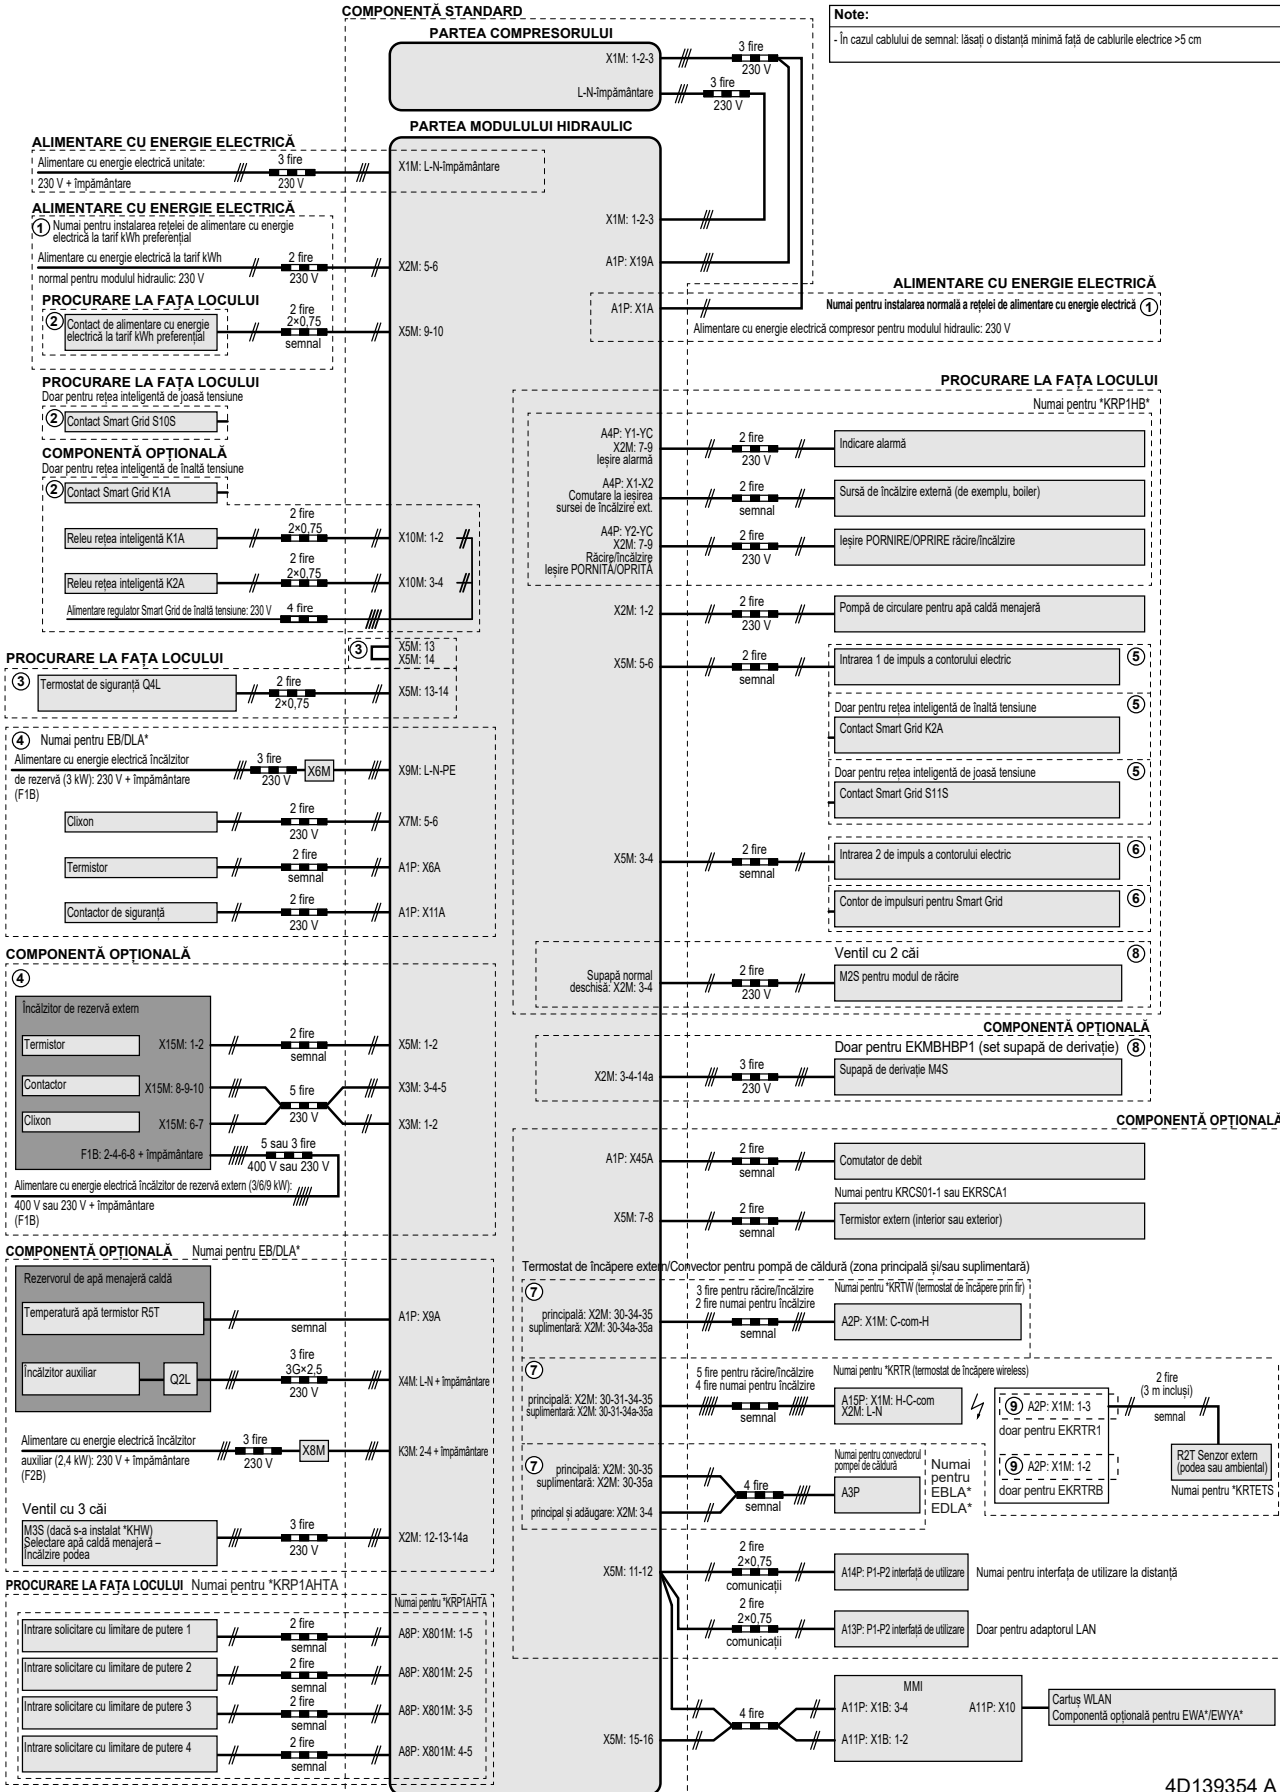 COMPONENTĂ STANDARD
Note:
- În cazul cablului de semnal: lăsați o distanță minimă față de cablurile electrice >5 cm
PARTEA COMPRESORULUI
X1M: 1-2-3
3 fire
230 V
L-N-împământare
3 fire
230 V
PARTEA MODULULUI HIDRAULIC
ALIMENTARE CU ENERGIE ELECTRICĂ
Alimentare cu energie electrică unitate:
230 V + împământare
3 fire
230 V
X1M: L-N-împământare
X1M: 1-2-3
A1P: X19A
A1P: X1A
ALIMENTARE CU ENERGIE ELECTRICĂ
1 Numai pentru instalarea rețelei de alimentare cu energie
electrică la tarif kWh preferențial
Alimentare cu energie electrică la tarif kWh
normal pentru modulul hidraulic: 230 V
2 fire
230 V
X2M: 5-6
PROCURARE LA FAȚA LOCULUI
2 Contact de alimentare cu energie
electrică la tarif kWh preferențial
2 fire
2×0,75
semnal
X5M: 9-10
ALIMENTARE CU ENERGIE ELECTRICĂ
Numai pentru instalarea normală a rețelei de alimentare cu energie electrică 1
Alimentare cu energie electrică compresor pentru modulul hidraulic: 230 V
PROCURARE LA FAȚA LOCULUI
Doar pentru rețea inteligentă de joasă tensiune
2 Contact Smart Grid S10S
COMPONENTĂ OPȚIONALĂ
Doar pentru rețea inteligentă de înaltă tensiune
2 Contact Smart Grid K1A
Releu rețea inteligentă K1A
2 fire
2×0,75
X10M: 1-2
Releu rețea inteligentă K2A
2 fire
2×0,75
X10M: 3-4
Alimentare regulator Smart Grid de înaltă tensiune: 230 V
4 fire
3
X5M: 13
X5M: 14
PROCURARE LA FAȚA LOCULUI
3 Termostat de siguranță Q4L
2 fire
2×0,75
X5M: 13-14
4 Numai pentru EB/DLA*
Alimentare cu energie electrică încălzitor
de rezervă (3 kW): 230 V + împământare
(F1B)
3 fire
230 V
X6M
X9M: L-N-PE
Clixon
2 fire
230 V
X7M: 5-6
Termistor
2 fire
semnal
A1P: X6A
Contactor de siguranță
2 fire
230 V
A1P: X11A
COMPONENTĂ OPȚIONALĂ
4
Încălzitor de rezervă extern
Termistor
X15M: 1-2
2 fire
semnal
X5M: 1-2
Contactor
X15M: 8-9-10
5 fire
230 V
X3M: 3-4-5
Clixon
X15M: 6-7
X3M: 1-2
F1B: 2-4-6-8 + împământare
5 sau 3 fire
400 V sau 230 V
Alimentare cu energie electrică încălzitor de rezervă extern (3/6/9 kW):
400 V sau 230 V + împământare
(F1B)
COMPONENTĂ OPȚIONALĂ Numai pentru EB/DLA*
Rezervorul de apă menajeră caldă
Temperatură apă termistor R5T
semnal
A1P: X9A
Încălzitor auxiliar
Q2L
3 fire
3G×2,5
230 V
X4M: L-N + împământare
Alimentare cu energie electrică încălzitor
auxiliar (2,4 kW): 230 V + împământare
(F2B)
3 fire
230 V
X8M
K3M: 2-4 + împământare
Ventil cu 3 căi
M3S (dacă s-a instalat *KHW)
Selectare apă caldă menajeră –
Încălzire podea
3 fire
230 V
X2M: 12-13-14a
PROCURARE LA FAȚA LOCULUI Numai pentru *KRP1AHTA
Numai pentru *KRP1AHTA
Intrare solicitare cu limitare de putere 1
2 fire
semnal
A8P: X801M: 1-5
Intrare solicitare cu limitare de putere 2
2 fire
semnal
A8P: X801M: 2-5
Intrare solicitare cu limitare de putere 3
2 fire
semnal
A8P: X801M: 3-5
Intrare solicitare cu limitare de putere 4
2 fire
semnal
A8P: X801M: 4-5
PROCURARE LA FAȚA LOCULUI
Numai pentru *KRP1HB*
A4P: Y1-YC
X2M: 7-9
Ieșire alarmă
2 fire
230 V
Indicare alarmă
A4P: X1-X2
Comutare la ieșirea
sursei de încălzire ext.
2 fire
semnal
Sursă de încălzire externă (de exemplu, boiler)
A4P: Y2-YC
X2M: 7-9
Răcire/încălzire
Ieșire PORNITĂ/OPRITĂ
2 fire
230 V
Ieșire PORNIRE/OPRIRE răcire/încălzire
X2M: 1-2
2 fire
230 V
Pompă de circulare pentru apă caldă menajeră
X5M: 5-6
2 fire
semnal
Intrarea 1 de impuls a contorului electric
5
Doar pentru rețea inteligentă de înaltă tensiune
5
Contact Smart Grid K2A
Doar pentru rețea inteligentă de joasă tensiune
5
Contact Smart Grid S11S
X5M: 3-4
2 fire
semnal
Intrarea 2 de impuls a contorului electric
6
Contor de impulsuri pentru Smart Grid
6
Ventil cu 2 căi
8
Supapă normal
deschisă: X2M: 3-4
2 fire
230 V
M2S pentru modul de răcire
COMPONENTĂ OPȚIONALĂ
Doar pentru EKMBHBP1 (set supapă de derivație) 8
X2M: 3-4-14a
3 fire
230 V
Supapă de derivație M4S
COMPONENTĂ OPȚIONALĂ
A1P: X45A
2 fire
semnal
Comutator de debit
Numai pentru KRCS01-1 sau EKRSCA1
X5M: 7-8
2 fire
semnal
Termistor extern (interior sau exterior)
Termostat de încăpere extern/Convector pentru pompă de căldură (zona principală și/sau suplimentară)
7
principală: X2M: 30-34-35
suplimentară: X2M: 30-34a-35a
3 fire pentru răcire/încălzire
2 fire numai pentru încălzire
semnal
Numai pentru *KRTW (termostat de încăpere prin fir)
A2P: X1M: C-com-H
7
principală: X2M: 30-31-34-35
suplimentară: X2M: 30-31-34a-35a
5 fire pentru răcire/încălzire
4 fire numai pentru încălzire
semnal
Numai pentru *KRTR (termostat de încăpere wireless)
A15P: X1M: H-C-com
X2M: L-N
9 A2P: X1M: 1-3
doar pentru EKRTR1
9 A2P: X1M: 1-2
doar pentru EKRTRB
2 fire
(3 m incluși)
semnal
R2T Senzor extern
(podea sau ambiental)
Numai pentru *KRTETS
7
principală: X2M: 30-35
suplimentară: X2M: 30-35a
principal și adăugare: X2M: 3-4
4 fire
semnal
Numai pentru convectorul
pompei de căldură
A3P
Numai
pentru
EBLA*
EDLA*
X5M: 11-12
2 fire
2×0,75
comunicații
A14P: P1-P2 interfață de utilizare
Numai pentru interfața de utilizare la distanță
2 fire
2×0,75
comunicații
A13P: P1-P2 interfață de utilizare
Doar pentru adaptorul LAN
X5M: 15-16
4 fire
MMI
A11P: X1B: 3-4
A11P: X1B: 1-2
A11P: X10
Cartuș WLAN
Componentă opțională pentru EWA*/EWYA*
4D139354 A